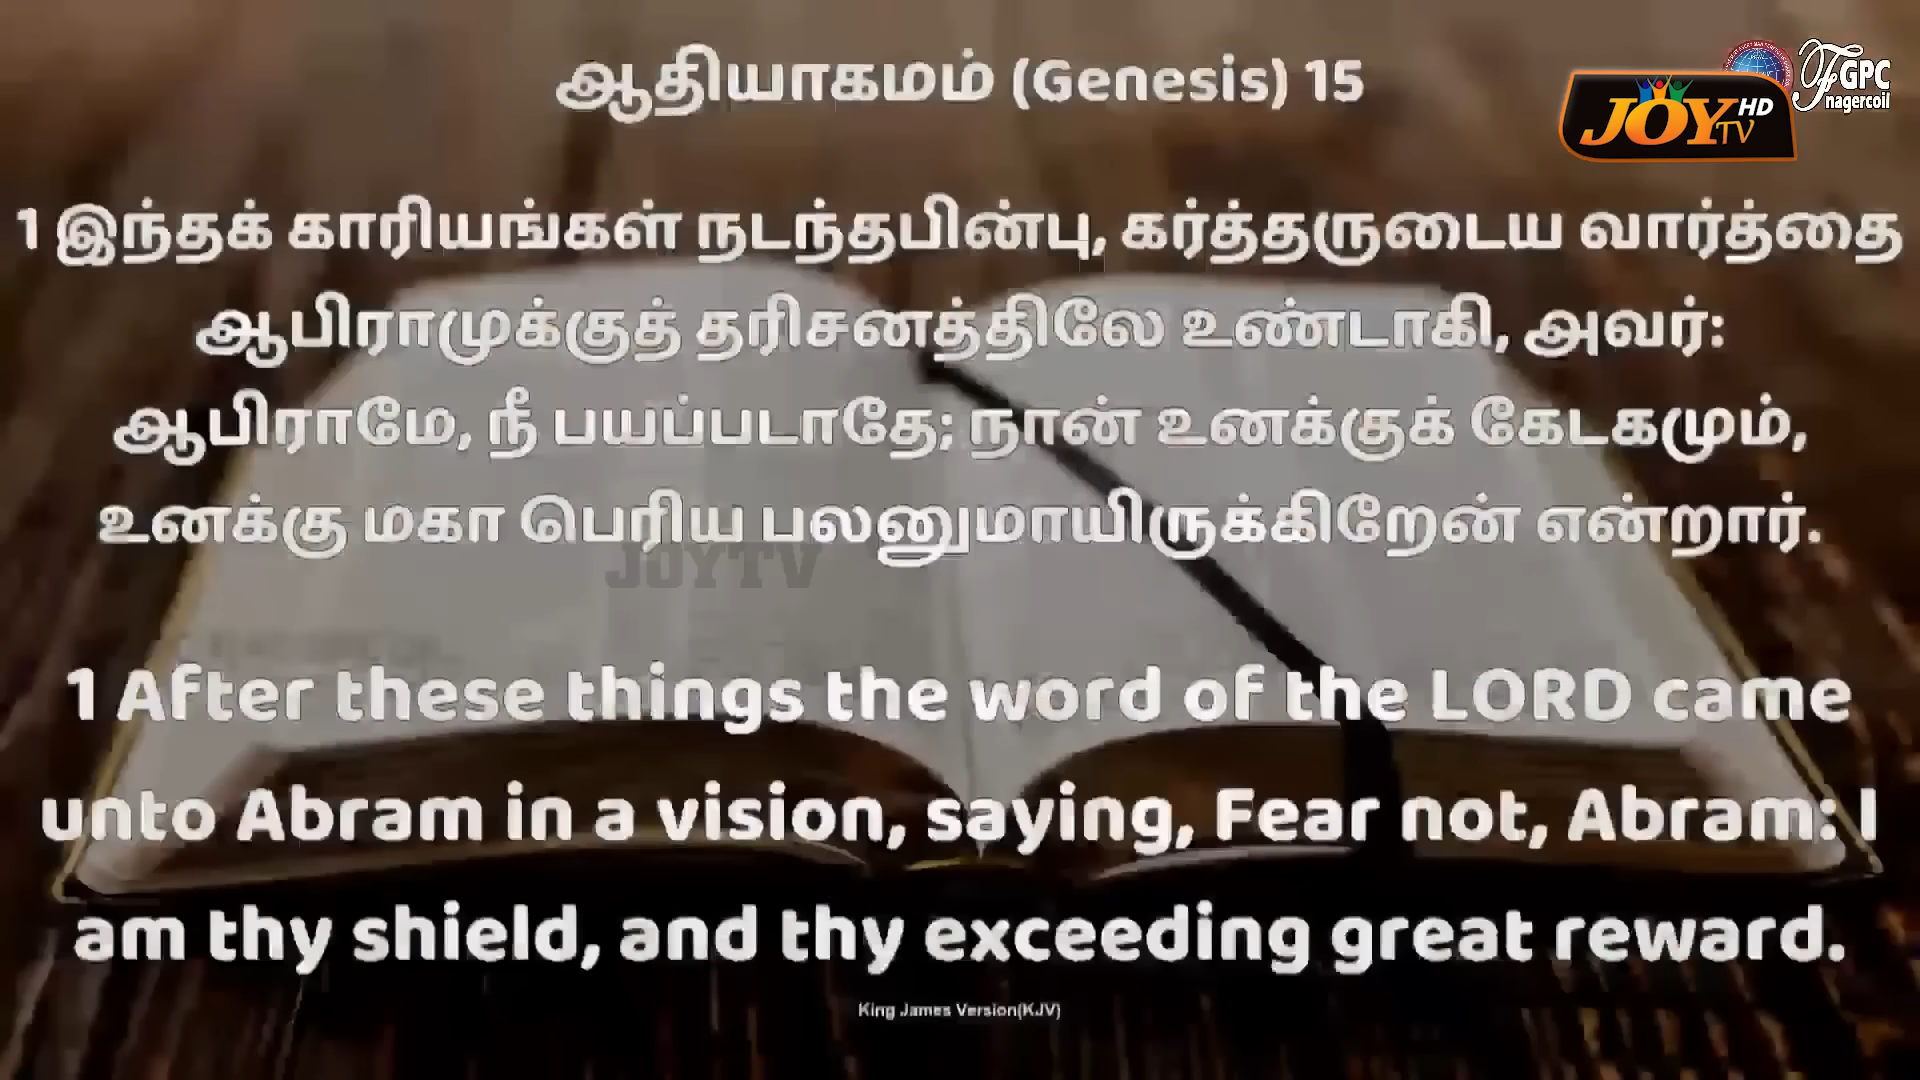 ஆதியாகமம் (Genesis) 15
JOY TV HD
FGPC
nagercoil
1 இந்தக் காரியங்கள் நடந்தபின்பு, கர்த்தருடைய வார்த்தை
ஆபிராமுக்குத் தரிசனத்திலே உண்டாகி, அவர்:
ஆபிராமே, நீ பயப்படாதே; நான் உனக்குக் கேடகமும்,
உனக்கு மகா பெரிய பலனுமாயிருக்கிறேன் என்றார்.
JOYTV
1 After these things the word of the LORD came
unto Abram in a vision, saying, Fear not, Abram: I
am thy shield, and thy exceeding great reward.
King James Version(KJV)